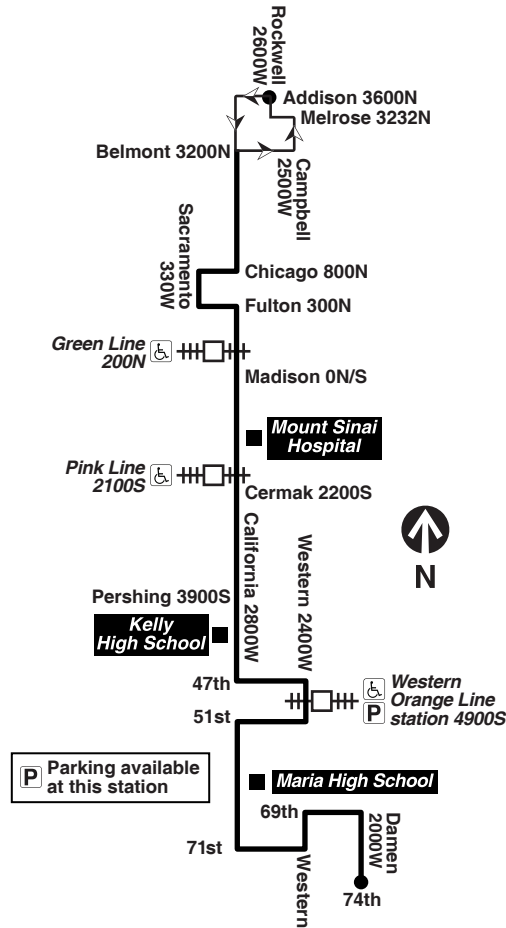 Rockwell
2600W
Addison 3600N
Melrose 3232N
Belmont 3200N
Campbell
2500W
Sacramento
330W
Chicago 800N
Fulton 300N
Green Line
200N
Madison 0N/S
Mount Sinai
Hospital
Pink Line
2100S
Cermak 2200S
California 2800W
Western 2400W
N
Pershing 3900S
Kelly
High School
47th
Western
Orange Line
station 4900S
P
51st
P Parking available
at this station
Maria High School
69th
Damen
2000W
71st
Western
74th